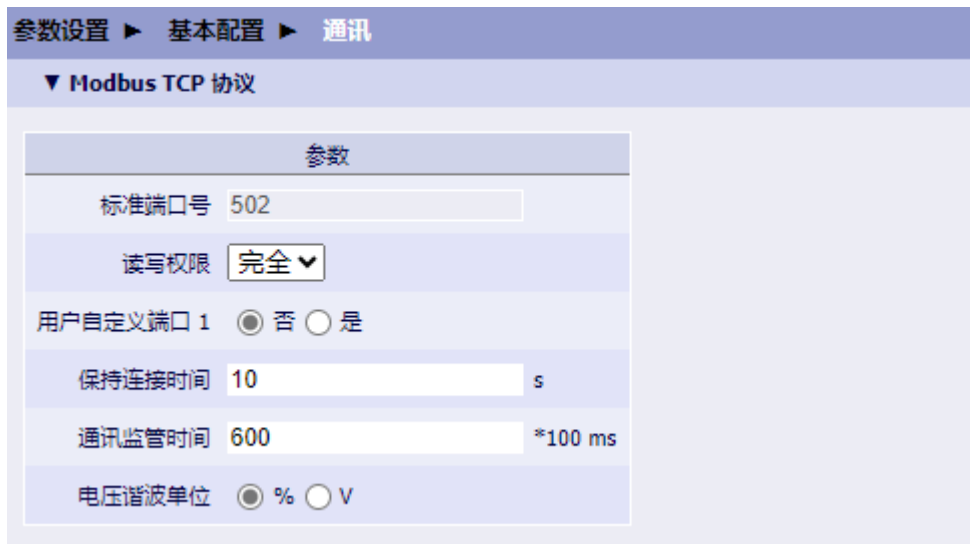 参数设置 ► 基本配置 ► 通讯
▼ Modbus TCP 协议
参数
标准端口号 502
读写权限 完全
用户自定义端口 1 否 是
保持连接时间 10 s
通讯监管时间 600 *100 ms
电压谐波单位 % V